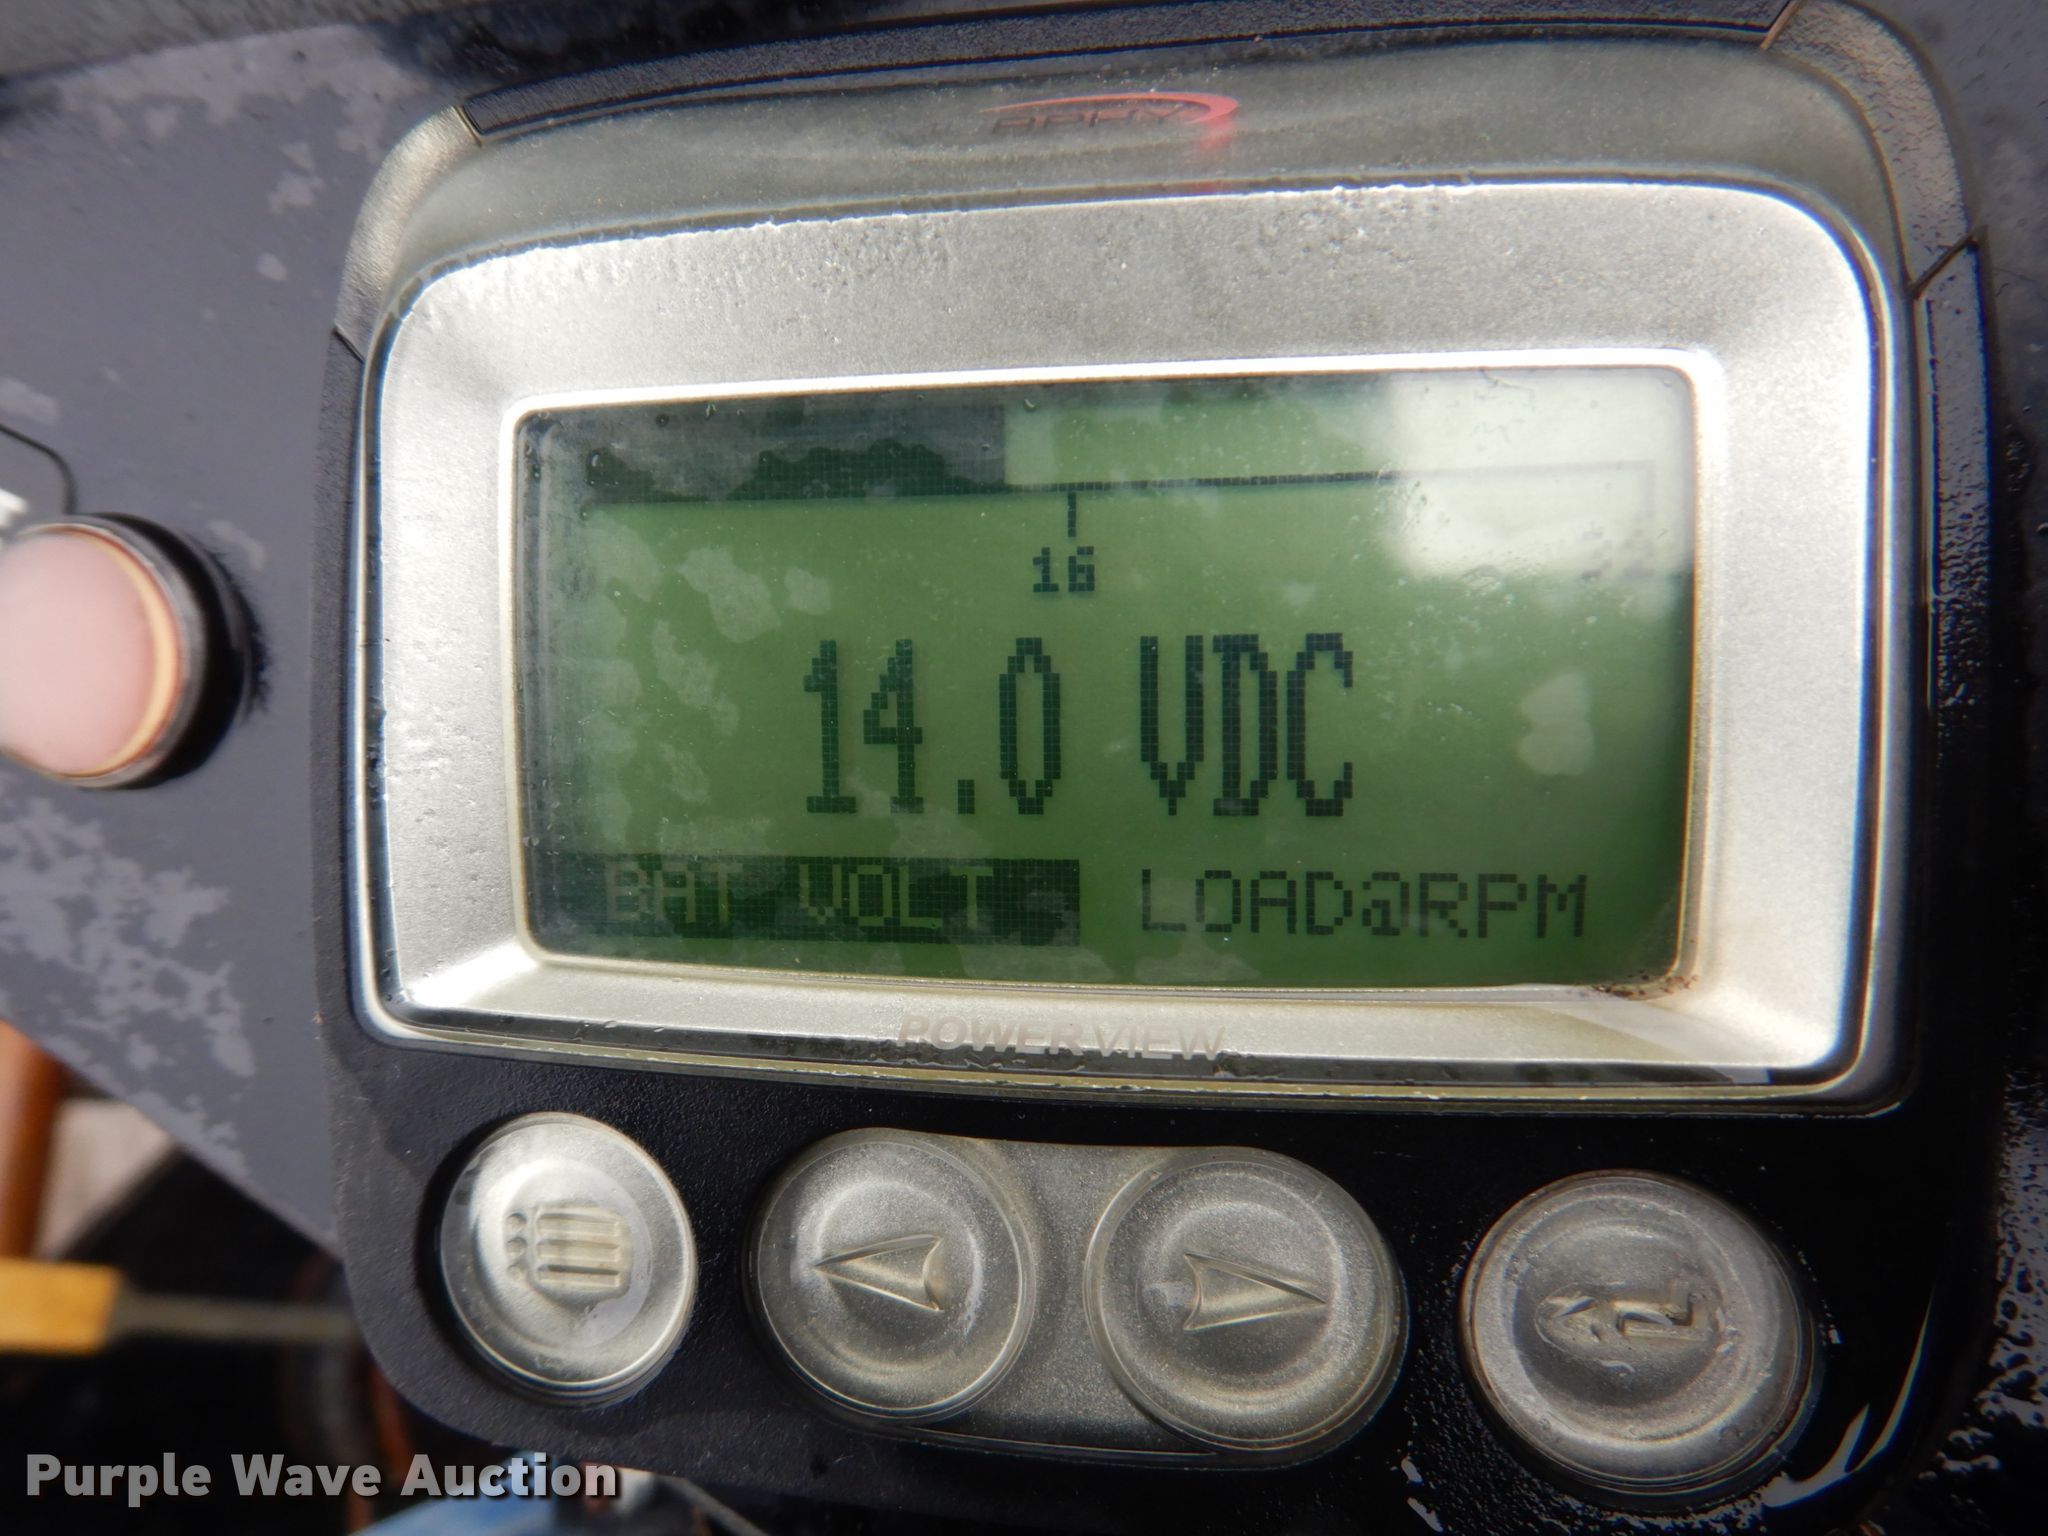 16
14.0 VDC
BAT VOLT LOAD@RPM
POWERVIEW
Purple Wave Auction